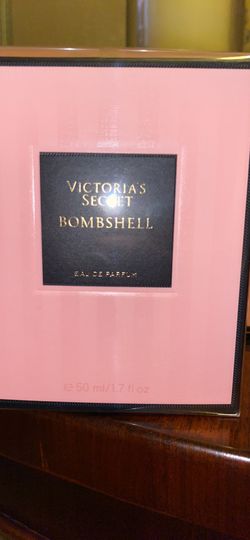 VICTORIA'S
SECRET
BOMBSHELL
EAU DE PARFUM
℮ 50 ml/1.7 fl oz